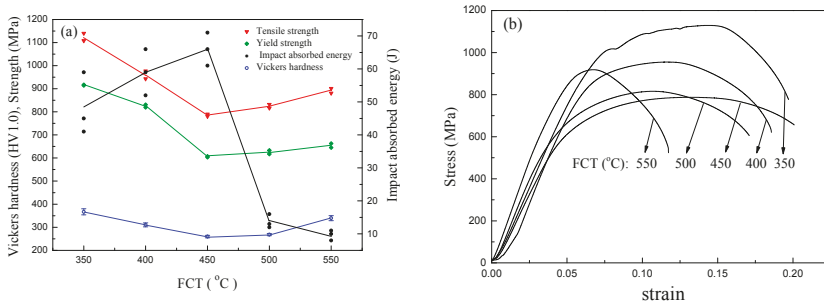 (a)
Tensile strength
Yield strength
Impact absorbed energy
Vickers hardness
Vickers hardness (HV1.0), Strength (MPa)
1200
1100
1000
900
800
700
600
500
400
300
200
Impact absorbed energy (J)
70
60
50
40
30
20
10
350 400 450 500 550
FCT ( °C)
(b)
Stress (MPa)
1200
1000
800
600
400
200
0
FCT (°C): 550 500 450 400 350
0.00 0.05 0.10 0.15 0.20
strain